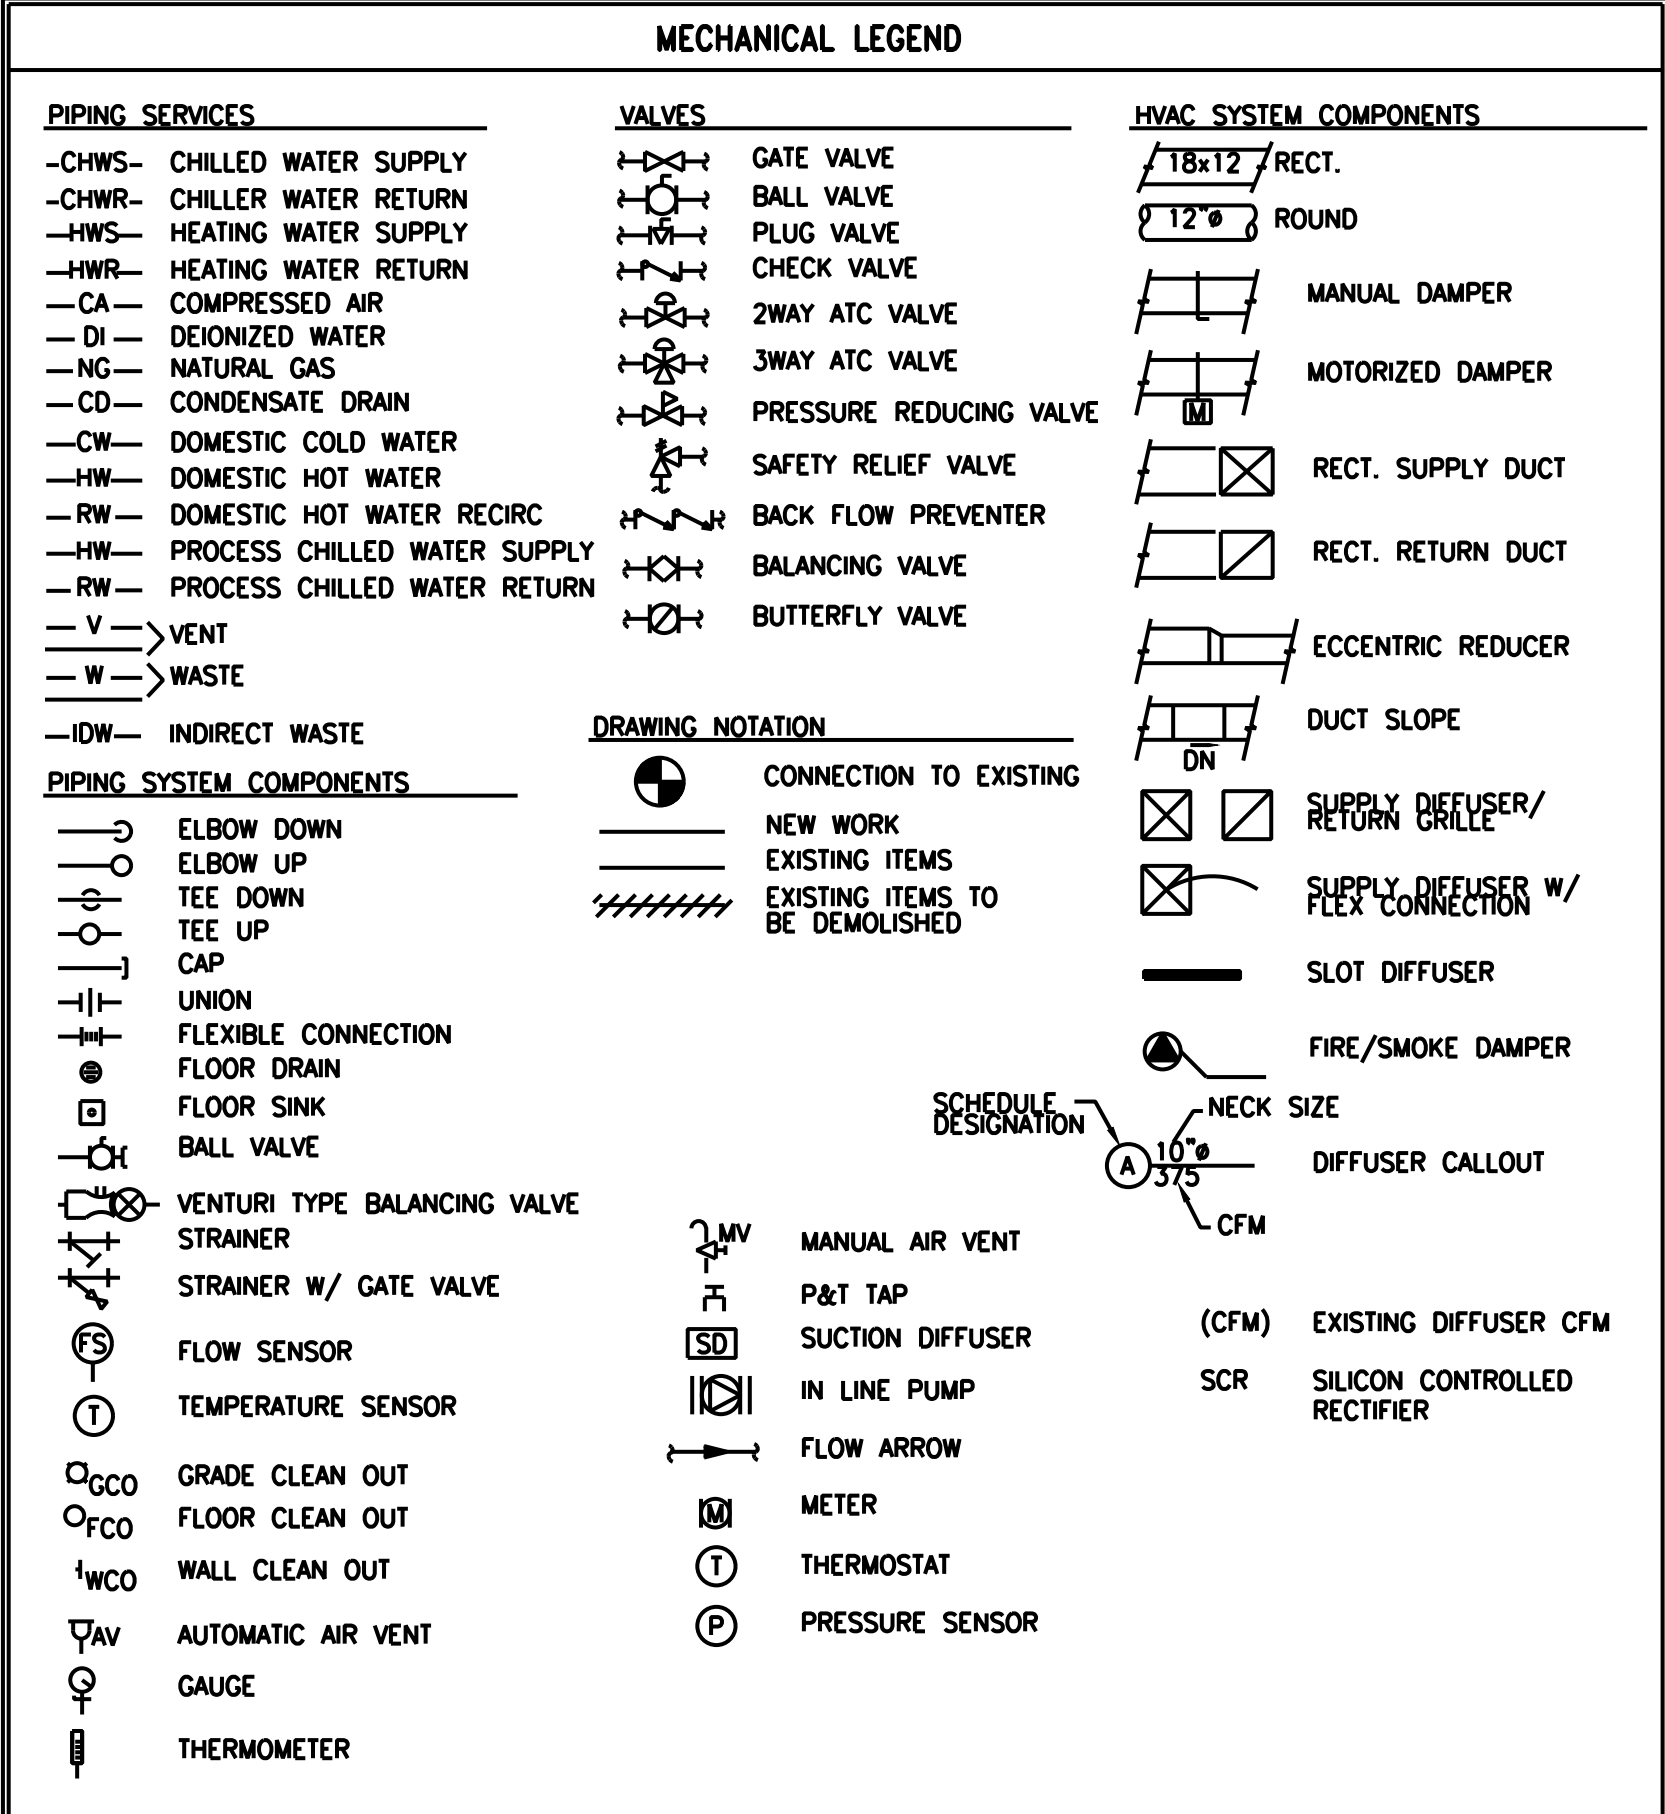 MECHANICAL LEGEND
PIPING SERVICES
-CHWS- CHILLED WATER SUPPLY
-CHWR- CHILLER WATER RETURN
—HWS— HEATING WATER SUPPLY
—HWR— HEATING WATER RETURN
— CA — COMPRESSED AIR
— DI — DEIONIZED WATER
— NG — NATURAL GAS
— CD — CONDENSATE DRAIN
—CW— DOMESTIC COLD WATER
—HW— DOMESTIC HOT WATER
— RW — DOMESTIC HOT WATER RECIRC
—HW— PROCESS CHILLED WATER SUPPLY
— RW — PROCESS CHILLED WATER RETURN
— V — VENT
— W — WASTE
—IDW— INDIRECT WASTE
PIPING SYSTEM COMPONENTS
ELBOW DOWN
ELBOW UP
TEE DOWN
TEE UP
CAP
UNION
FLEXIBLE CONNECTION
FLOOR DRAIN
FLOOR SINK
BALL VALVE
VENTURI TYPE BALANCING VALVE
STRAINER
STRAINER W/ GATE VALVE
FS FLOW SENSOR
T TEMPERATURE SENSOR
GCO GRADE CLEAN OUT
FCO FLOOR CLEAN OUT
WCO WALL CLEAN OUT
AV AUTOMATIC AIR VENT
GAUGE
THERMOMETER
VALVES
GATE VALVE
BALL VALVE
PLUG VALVE
CHECK VALVE
2WAY ATC VALVE
3WAY ATC VALVE
PRESSURE REDUCING VALVE
SAFETY RELIEF VALVE
BACK FLOW PREVENTER
BALANCING VALVE
BUTTERFLY VALVE
DRAWING NOTATION
CONNECTION TO EXISTING
NEW WORK
EXISTING ITEMS
EXISTING ITEMS TO
BE DEMOLISHED
MV MANUAL AIR VENT
P&T TAP
SD SUCTION DIFFUSER
IN LINE PUMP
FLOW ARROW
M METER
T THERMOSTAT
P PRESSURE SENSOR
HVAC SYSTEM COMPONENTS
18x12 RECT.
12"ø ROUND
MANUAL DAMPER
MOTORIZED DAMPER
M
RECT. SUPPLY DUCT
RECT. RETURN DUCT
ECCENTRIC REDUCER
DUCT SLOPE
DN
SUPPLY DIFFUSER/
RETURN GRILLE
SUPPLY DIFFUSER W/
FLEX CONNECTION
SLOT DIFFUSER
FIRE/SMOKE DAMPER
SCHEDULE
DESIGNATION
NECK SIZE
A 10"ø
375
DIFFUSER CALLOUT
CFM
(CFM) EXISTING DIFFUSER CFM
SCR SILICON CONTROLLED
RECTIFIER